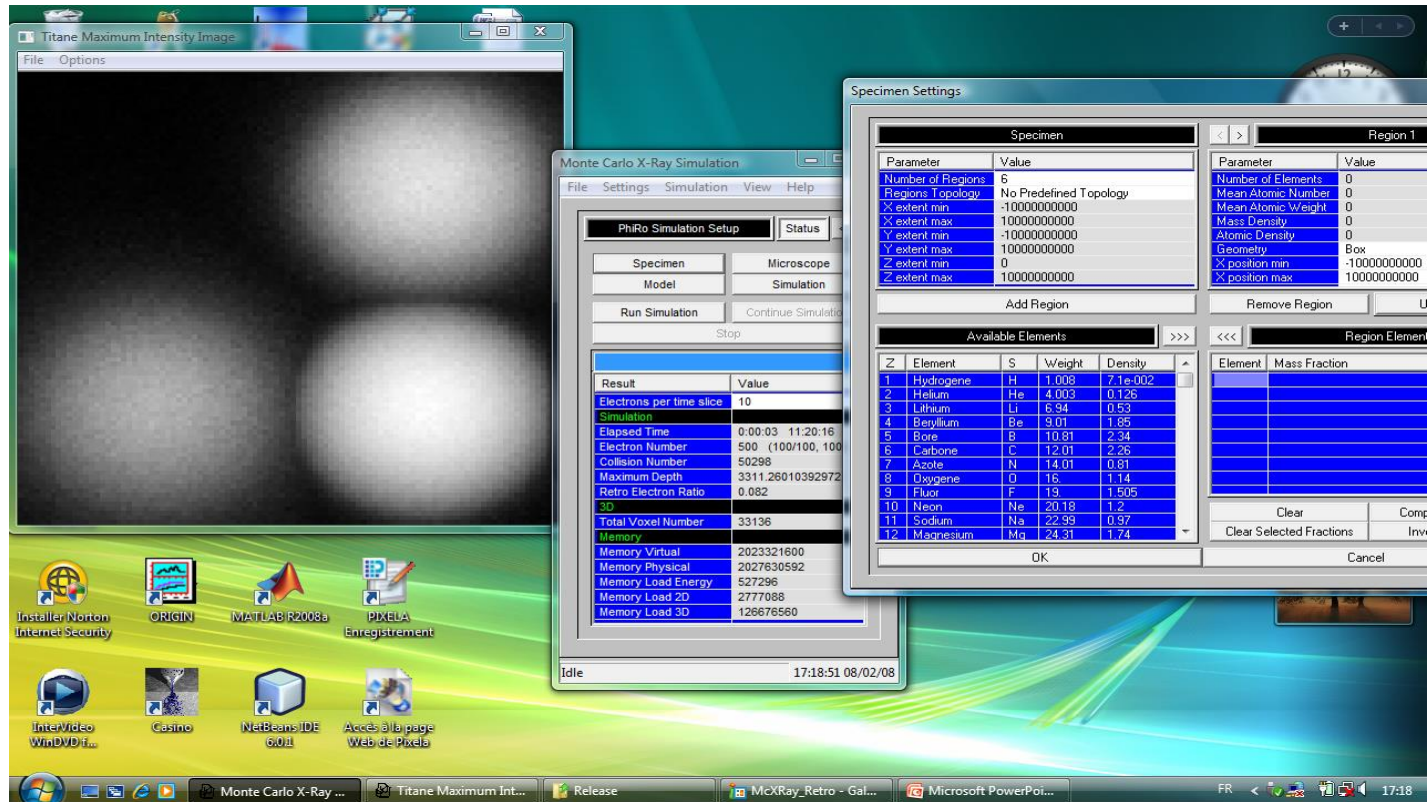 Titane Maximum Intensity Image
File Options
Monte Carlo X-Ray Simulation
File Settings Simulation View Help
PhiRo Simulation Setup Status
Specimen Microscope
Model Simulation
Run Simulation Continue Simulatio
Stop
Result Value
Electrons per time slice 10
Simulation
Elapsed Time 0:00:03 11:20:16
Electron Number 500 (100/100, 100
Collision Number 50298
Maximum Depth 3311.26010392972
Retro Electron Ratio 0.082
3D
Total Voxel Number 33136
Memory
Memory Virtual 2023321600
Memory Physical 2027630592
Memory Load Energy 527296
Memory Load 2D 2777088
Memory Load 3D 126676560
Idle 17:18:51 08/02/08
Specimen Settings
Specimen
Parameter Value
Number of Regions 6
Regions Topology No Predefined Topology
X extent min -10000000000
X extent max 10000000000
Y extent min -10000000000
Y extent max 10000000000
Z extent min 0
Z extent max 10000000000
Add Region
< > Region 1
Parameter Value
Number of Elements 0
Mean Atomic Number 0
Mean Atomic Weight 0
Mass Density 0
Atomic Density 0
Geometry Box
X position min -10000000000
X position max 10000000000
Remove Region U
Available Elements >>>
Z Element S Weight Density
1 Hydrogene H 1.008 7.1e-002
2 Helium He 4.003 0.126
3 Lithium Li 6.94 0.53
4 Beryllium Be 9.01 1.85
5 Bore B 10.81 2.34
6 Carbone C 12.01 2.26
7 Azote N 14.01 0.81
8 Oxygene O 16. 1.14
9 Fluor F 19. 1.505
10 Neon Ne 20.18 1.2
11 Sodium Na 22.99 0.97
12 Magnesium Mg 24.31 1.74
<<< Region Element
Element Mass Fraction
Clear Comp
Clear Selected Fractions Inv
OK Cancel
Installer Norton
Internet Security
ORIGIN
MATLAB R2008a
PIXELA
Enregistrement
InterVideo
WinDVD f...
Casino
NetBeans IDE
6.0.1
Accès à la page
Web de Pixela
Monte Carlo X-Ray ... Titane Maximum Int... Release McXRay_Retro - Gal... Microsoft PowerPoi... FR < 17:18